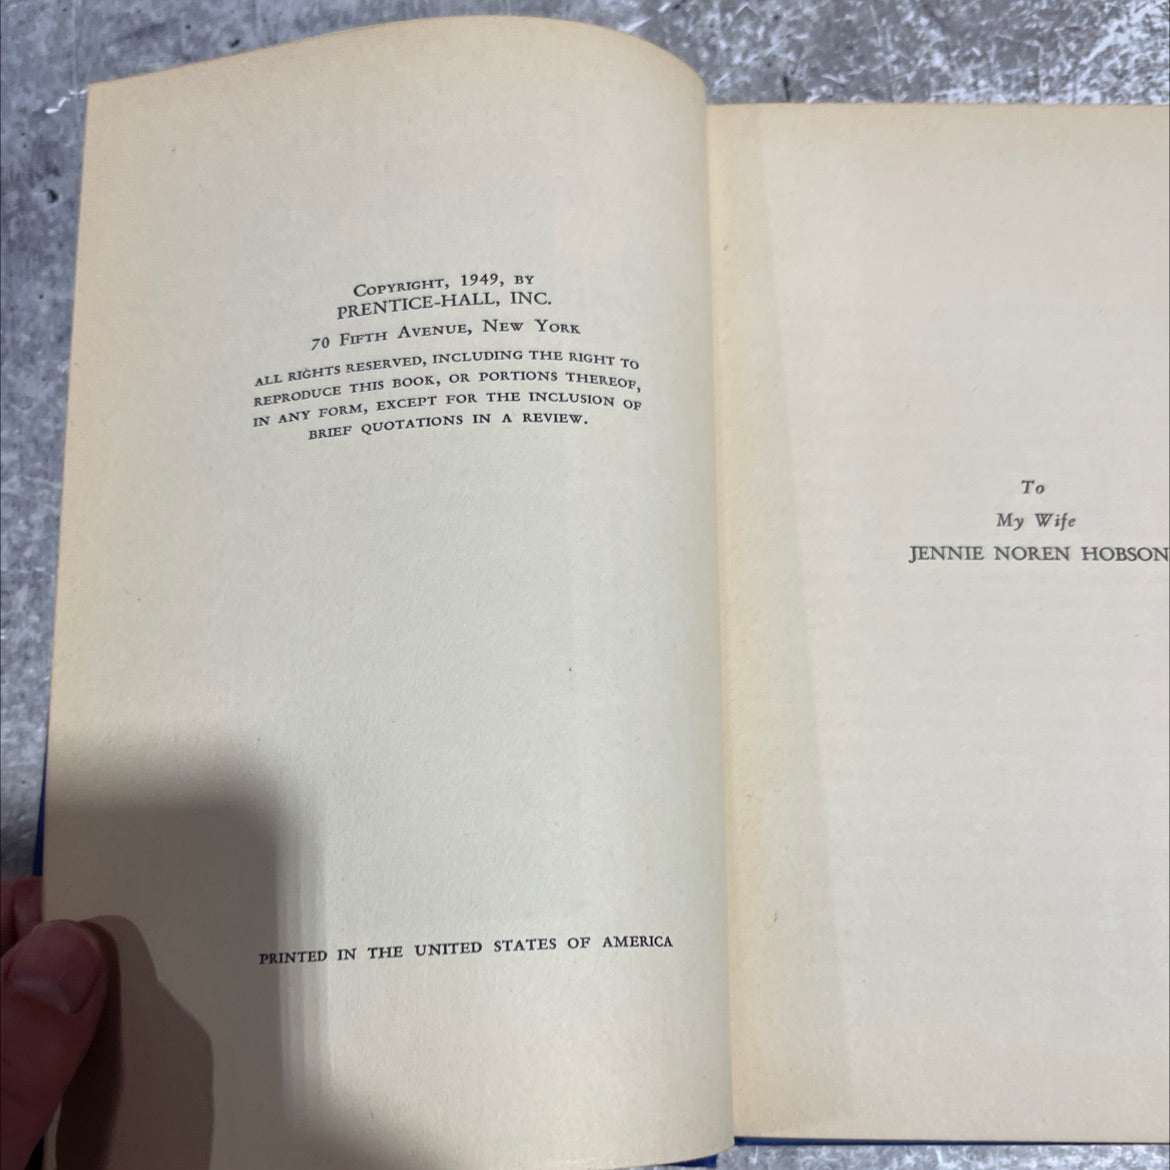 Copyright, 1949, by
PRENTICE-HALL, INC.
70 Fifth Avenue, New York
ALL RIGHTS RESERVED, INCLUDING THE RIGHT TO
REPRODUCE THIS BOOK, OR PORTIONS THEREOF,
IN ANY FORM, EXCEPT FOR THE INCLUSION OF
BRIEF QUOTATIONS IN A REVIEW.
PRINTED IN THE UNITED STATES OF AMERICA
To
My Wife
JENNIE NOREN HOBSON